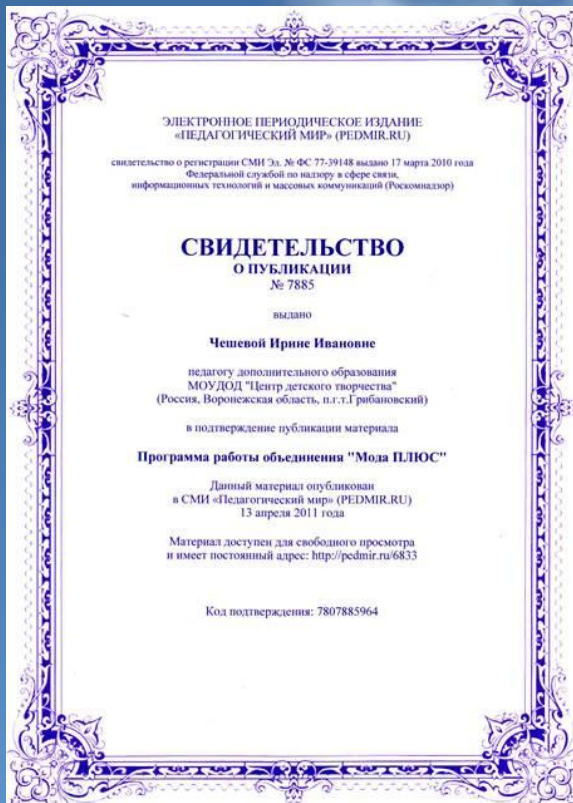 ЭЛЕКТРОННОЕ ПЕРИОДИЧЕСКОЕ ИЗДАНИЕ
«ПЕДАГОГИЧЕСКИЙ МИР» (PEDMIR.RU)
свидетельство о регистрации СМИ Эл. № ФС 77-39148 выдано 17 марта 2010 года
Федеральной службой по надзору в сфере связи,
информационных технологий и массовых коммуникаций (Роскомнадзор)
СВИДЕТЕЛЬСТВО
О ПУБЛИКАЦИИ
№ 7885
выдано
Чешевой Ирине Ивановне
педагогу дополнительного образования
МОУДОД "Центр детского творчества"
(Россия, Воронежская область, п.г.т.Грибановский)
в подтверждение публикации материала
Программа работы объединения "Мода ПЛЮС"
Данный материал опубликован
в СМИ «Педагогический мир» (PEDMIR.RU)
13 апреля 2011 года
Материал доступен для свободного просмотра
и имеет постоянный адрес: http://pedmir.ru/6833
Код подтверждения: 7807885964